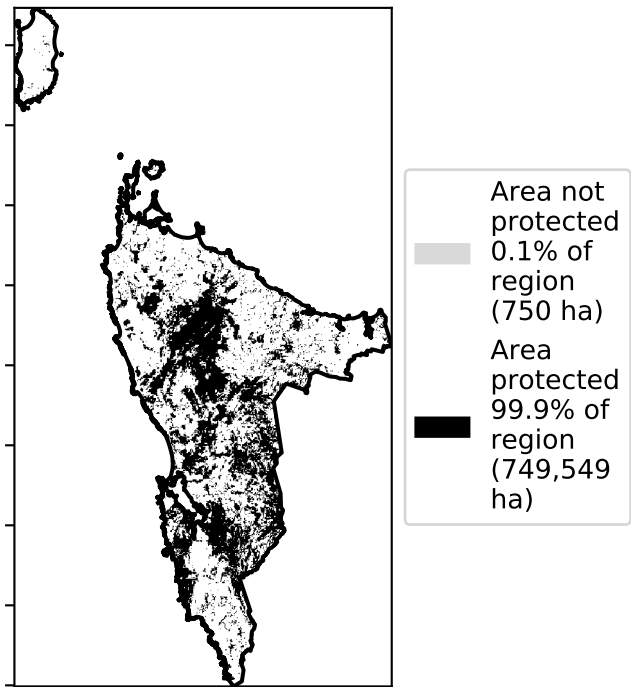 Area not
protected
0.1% of
region
(750 ha)
Area
protected
99.9% of
region
(749,549
ha)